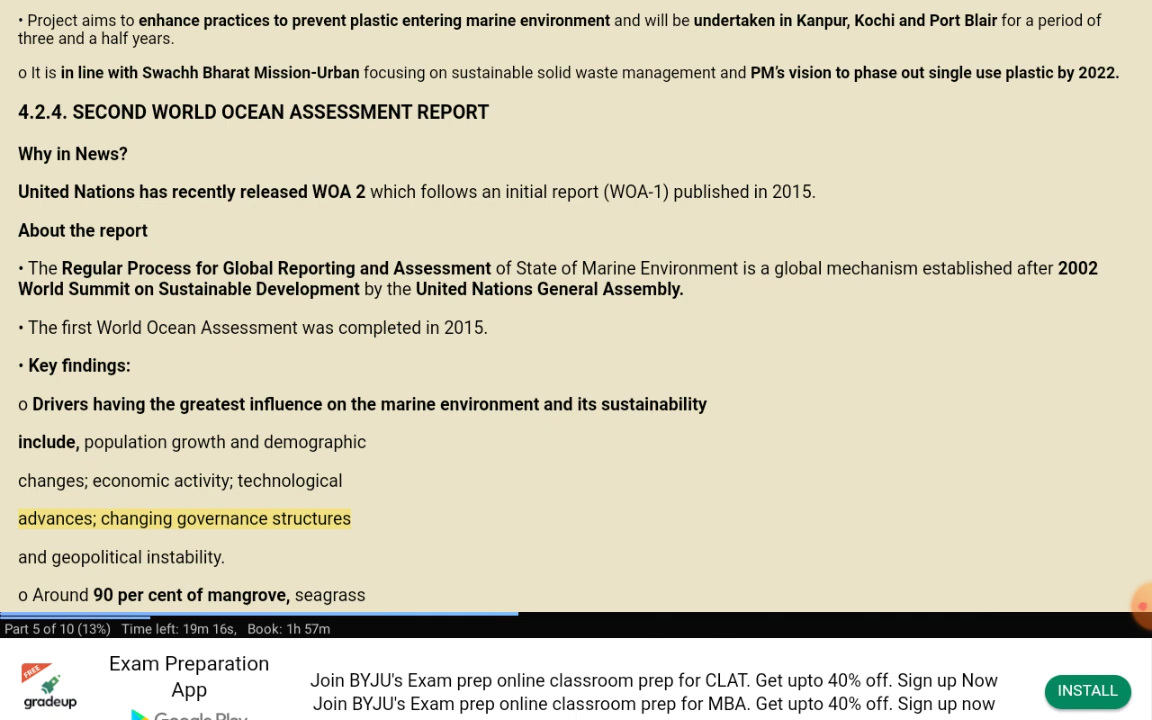 • Project aims to enhance practices to prevent plastic entering marine environment and will be undertaken in Kanpur, Kochi and Port Blair for a period of
three and a half years.
o It is in line with Swachh Bharat Mission-Urban focusing on sustainable solid waste management and PM’s vision to phase out single use plastic by 2022.
4.2.4. SECOND WORLD OCEAN ASSESSMENT REPORT
Why in News?
United Nations has recently released WOA 2 which follows an initial report (WOA-1) published in 2015.
About the report
• The Regular Process for Global Reporting and Assessment of State of Marine Environment is a global mechanism established after 2002
World Summit on Sustainable Development by the United Nations General Assembly.
• The first World Ocean Assessment was completed in 2015.
• Key findings:
o Drivers having the greatest influence on the marine environment and its sustainability
include, population growth and demographic
changes; economic activity; technological
advances; changing governance structures
and geopolitical instability.
o Around 90 per cent of mangrove, seagrass
Part 5 of 10 (13%) Time left: 19m 16s, Book: 1h 57m
FREE
gradeup
Exam Preparation
App
Google Play
Join BYJU's Exam prep online classroom prep for CLAT. Get upto 40% off. Sign up Now
Join BYJU's Exam prep online classroom prep for MBA. Get upto 40% off. Sign up now
INSTALL